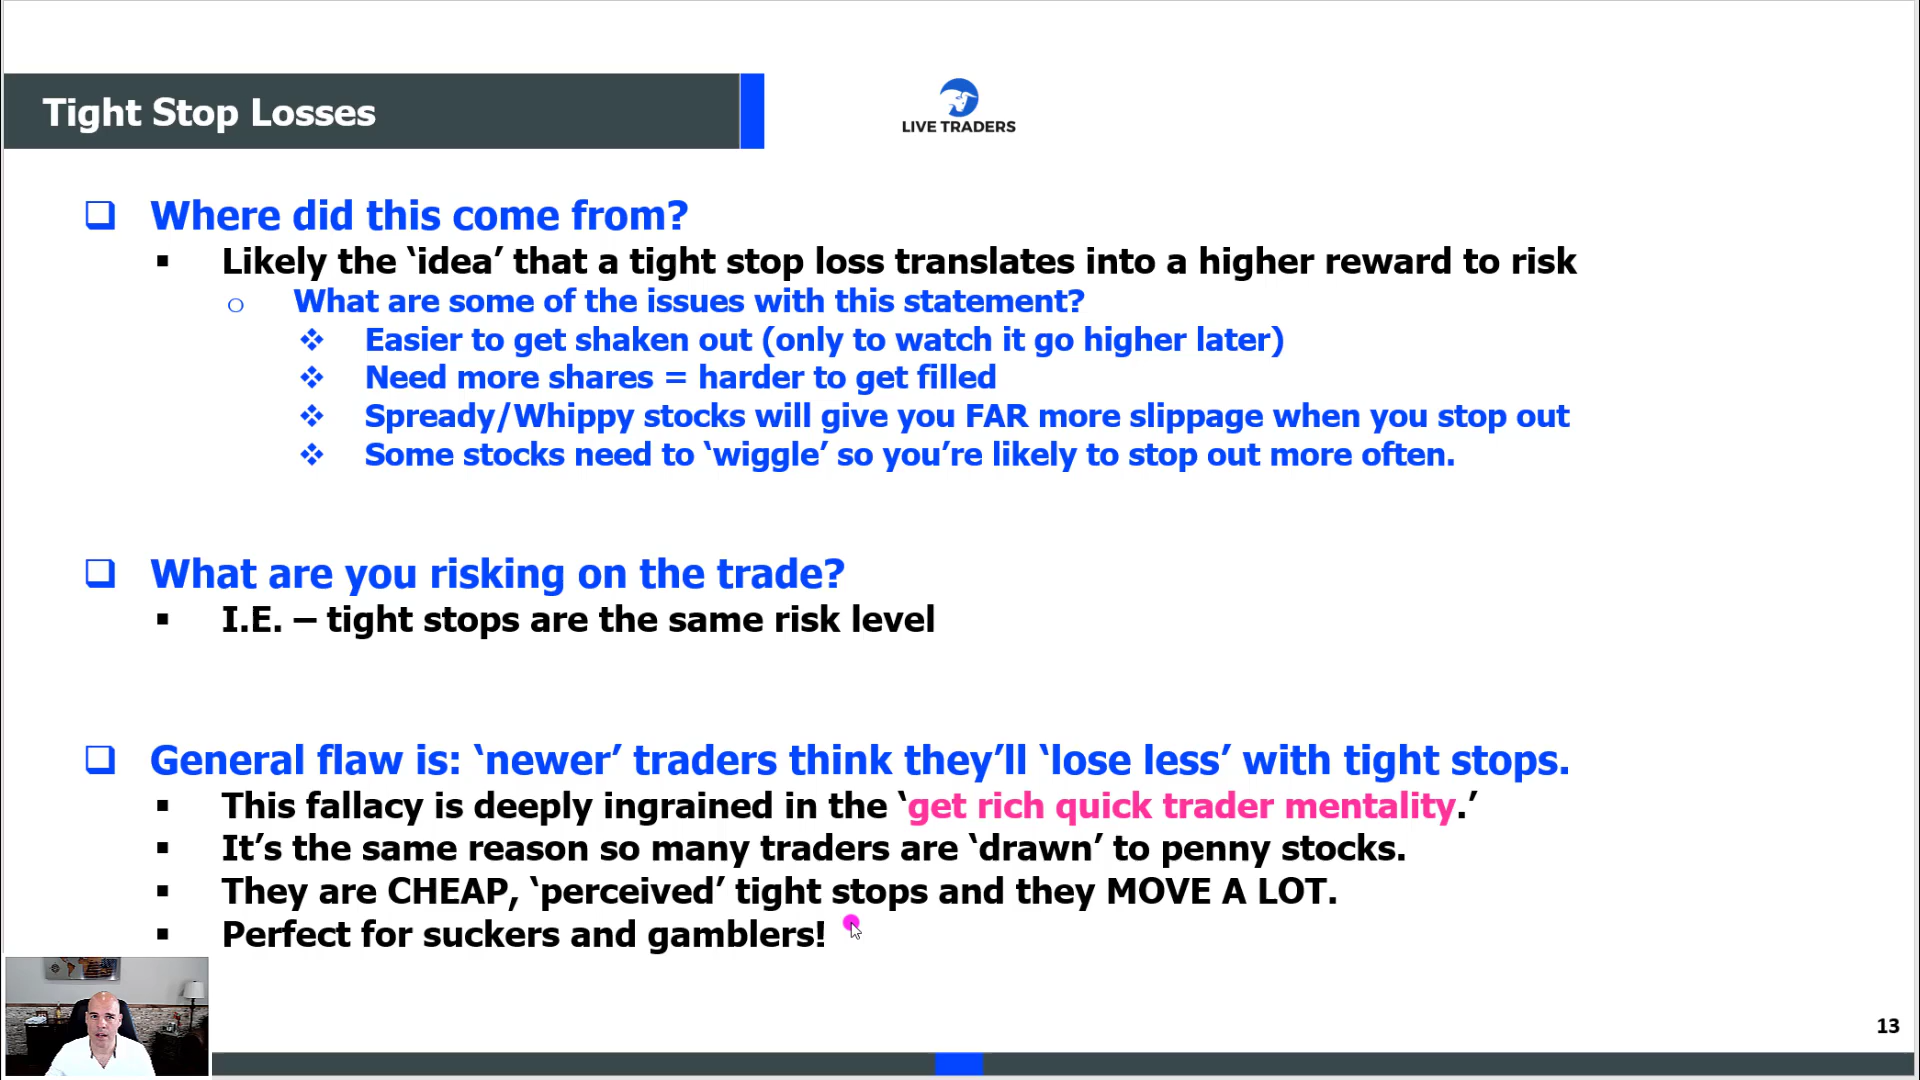 Tight Stop Losses
LIVE TRADERS
Where did this come from?
Likely the ‘idea’ that a tight stop loss translates into a higher reward to risk
What are some of the issues with this statement?
Easier to get shaken out (only to watch it go higher later)
Need more shares = harder to get filled
Spready/Whippy stocks will give you FAR more slippage when you stop out
Some stocks need to ‘wiggle’ so you’re likely to stop out more often.
What are you risking on the trade?
I.E. – tight stops are the same risk level
General flaw is: ‘newer’ traders think they’ll ‘lose less’ with tight stops.
This fallacy is deeply ingrained in the ‘get rich quick trader mentality.’
It’s the same reason so many traders are ‘drawn’ to penny stocks.
They are CHEAP, ‘perceived’ tight stops and they MOVE A LOT.
Perfect for suckers and gamblers!
13